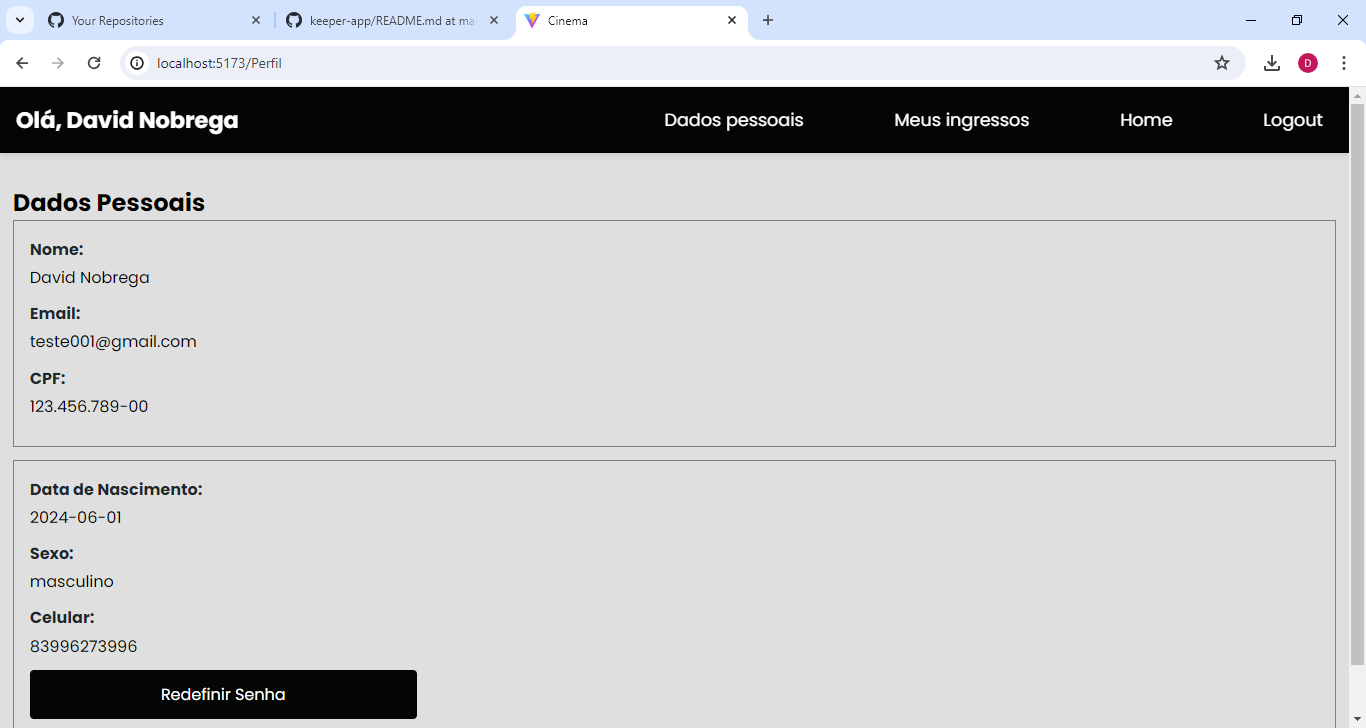 Your Repositories
keeper-app/README.md at ma
Cinema
localhost:5173/Perfil
D
Olá, David Nobrega
Dados pessoais
Meus ingressos
Home
Logout
Dados Pessoais
Nome:
David Nobrega
Email:
teste001@gmail.com
CPF:
123.456.789-00
Data de Nascimento:
2024-06-01
Sexo:
masculino
Celular:
83996273996
Redefinir Senha